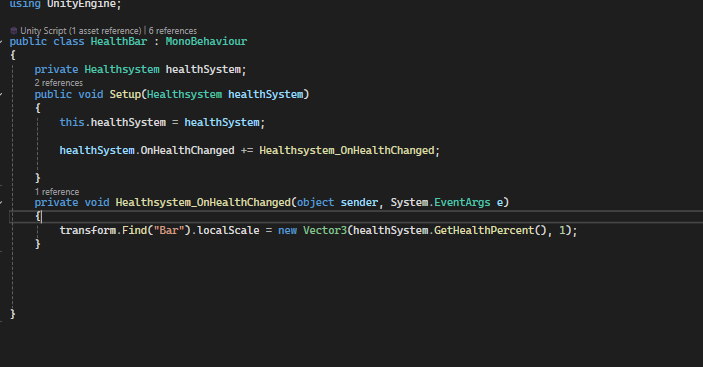 using UnityEngine;
Unity Script (1 asset reference) | 6 references
public class HealthBar : MonoBehaviour
{
private Healthsystem healthSystem;
2 references
public void Setup(Healthsystem healthSystem)
{
this.healthSystem = healthSystem;
healthSystem.OnHealthChanged += Healthsystem_OnHealthChanged;
}
1 reference
private void Healthsystem_OnHealthChanged(object sender, System.EventArgs e)
{
transform.Find("Bar").localScale = new Vector3(healthSystem.GetHealthPercent(), 1);
}
}